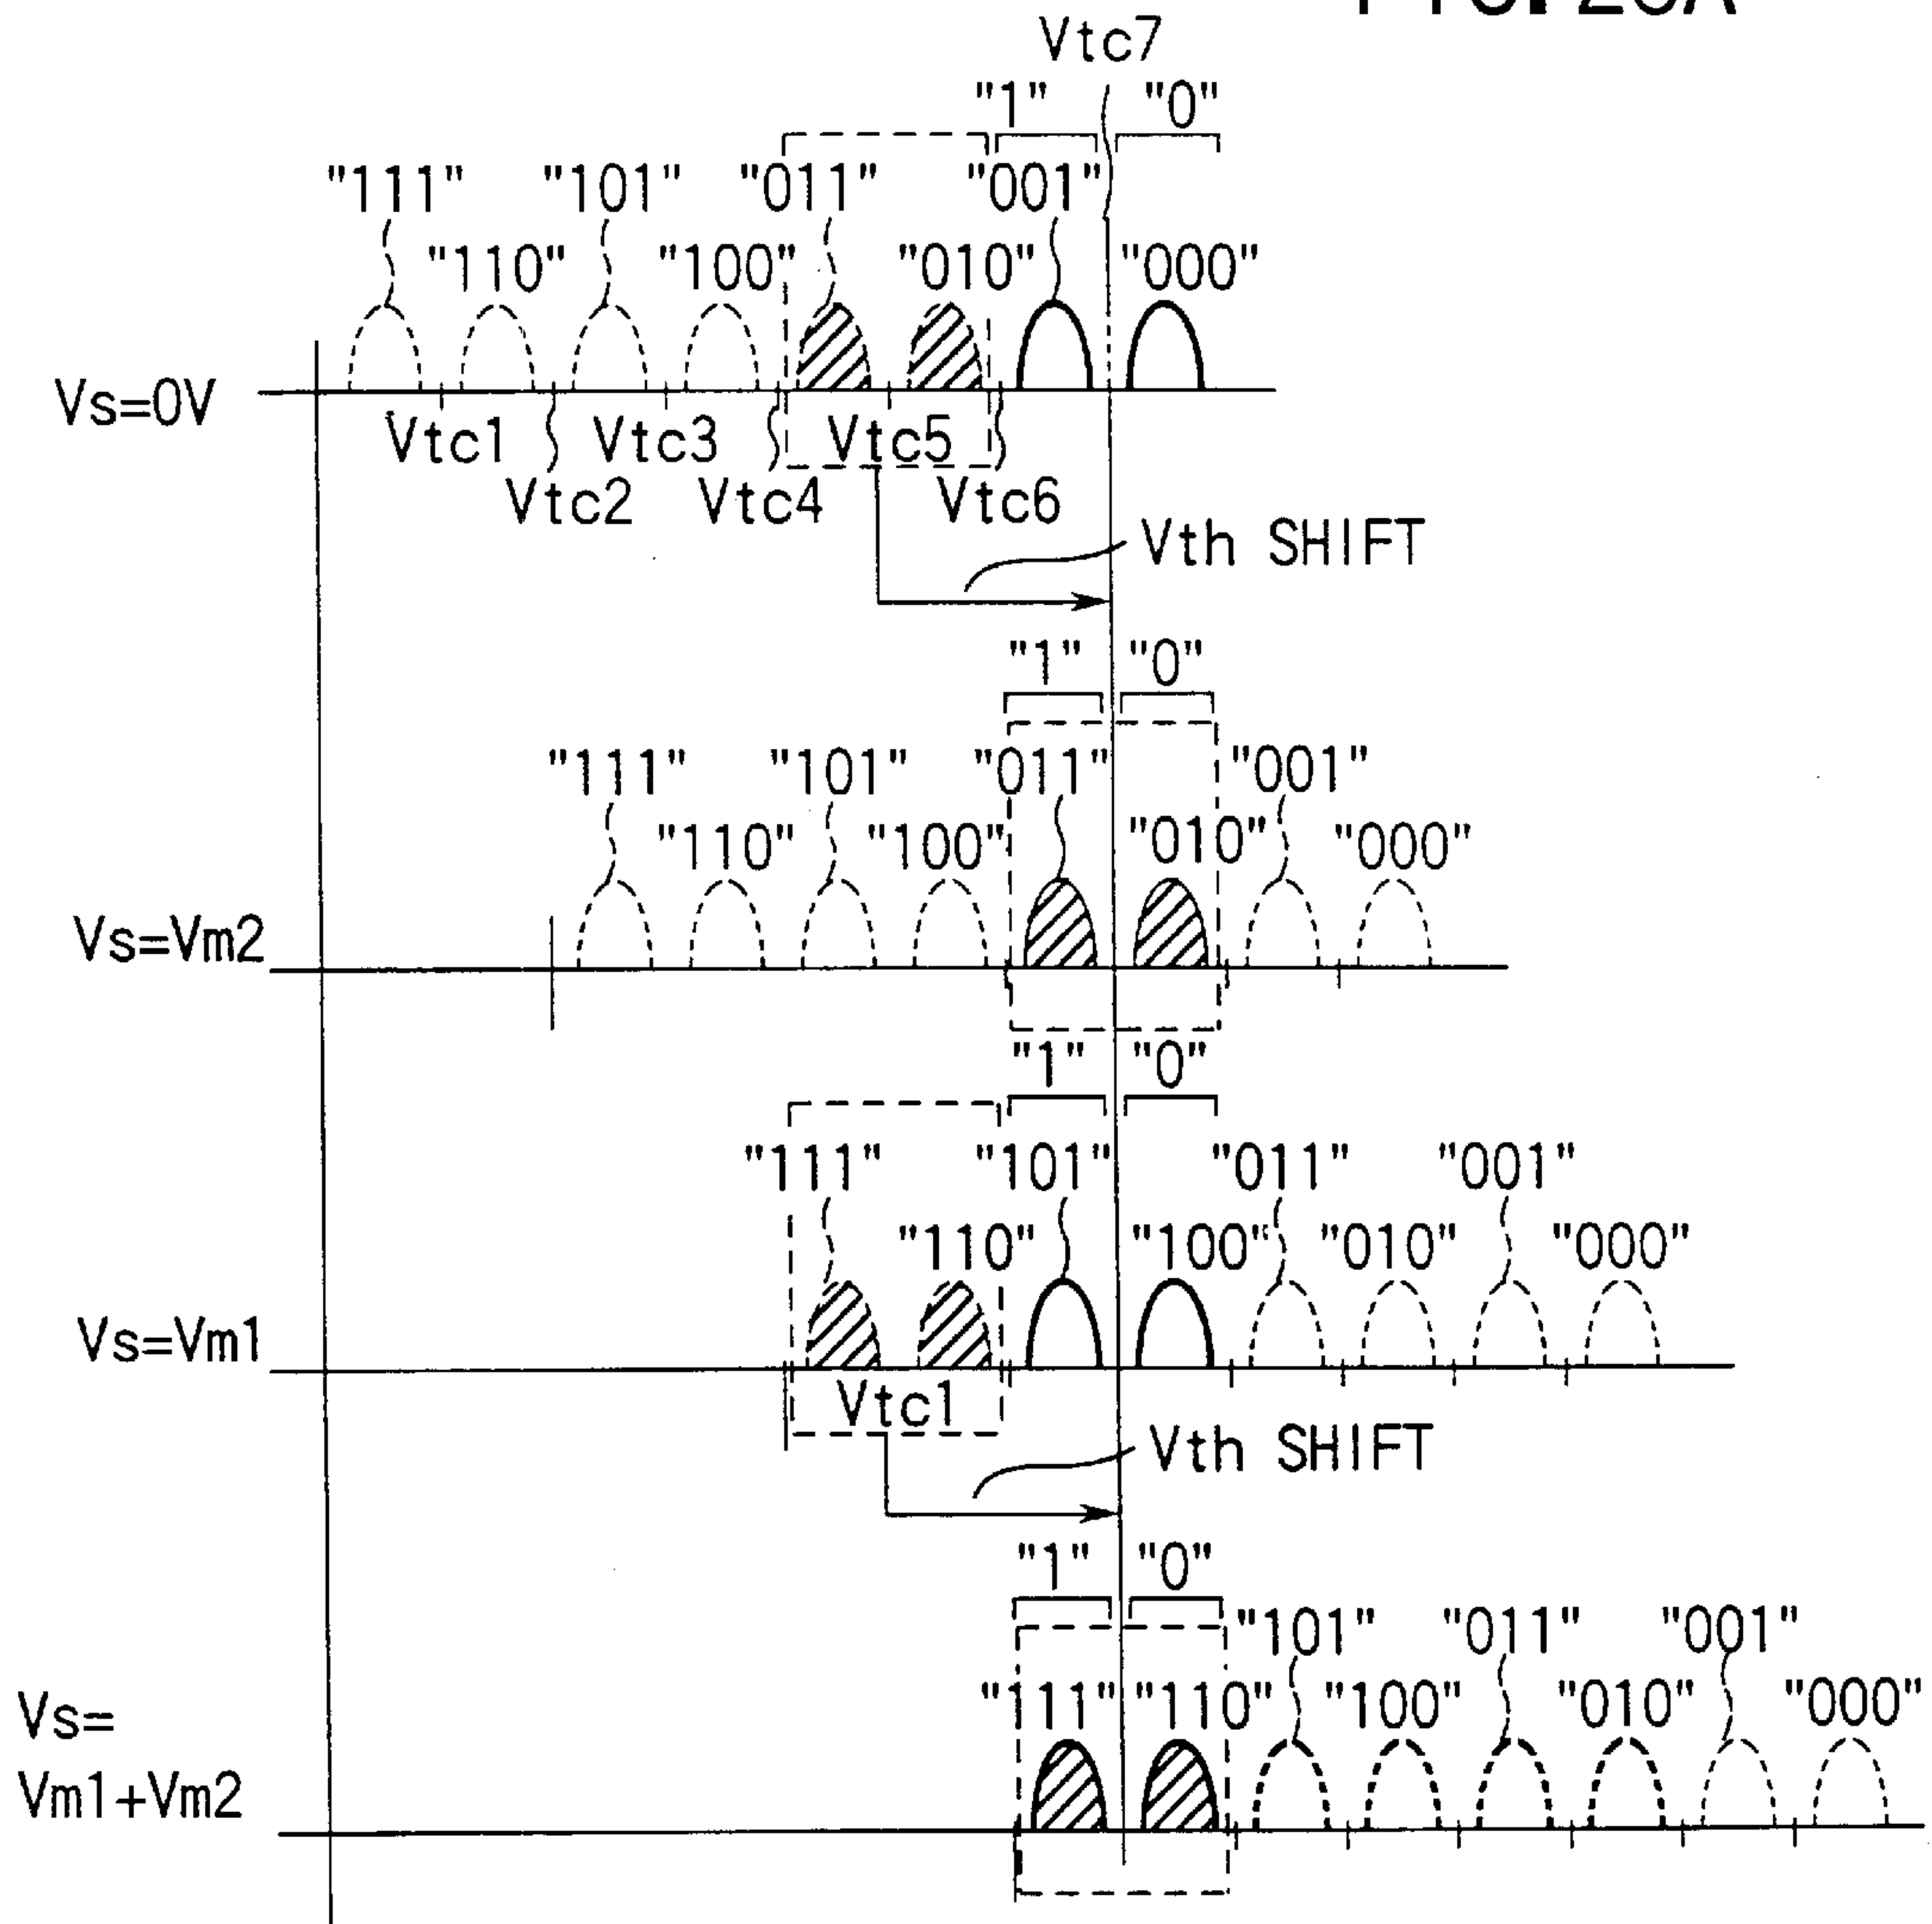 Vtc7
"1" "0"
"111" "101" "011" "001"
"110" "100" "010" "000"
Vs=0V
Vtc1 Vtc3 Vtc5
Vtc2 Vtc4 Vtc6
Vth SHIFT
"1" "0"
"111" "101" "011" "001"
"110" "100" "010" "000"
Vs=Vm2
"1" "0"
"111" "101" "011" "001"
"110" "100" "010" "000"
Vs=Vm1
Vtc1
Vth SHIFT
"1" "0"
"101" "011" "001"
"111" "110" "100" "010" "000"
Vs=
Vm1+Vm2